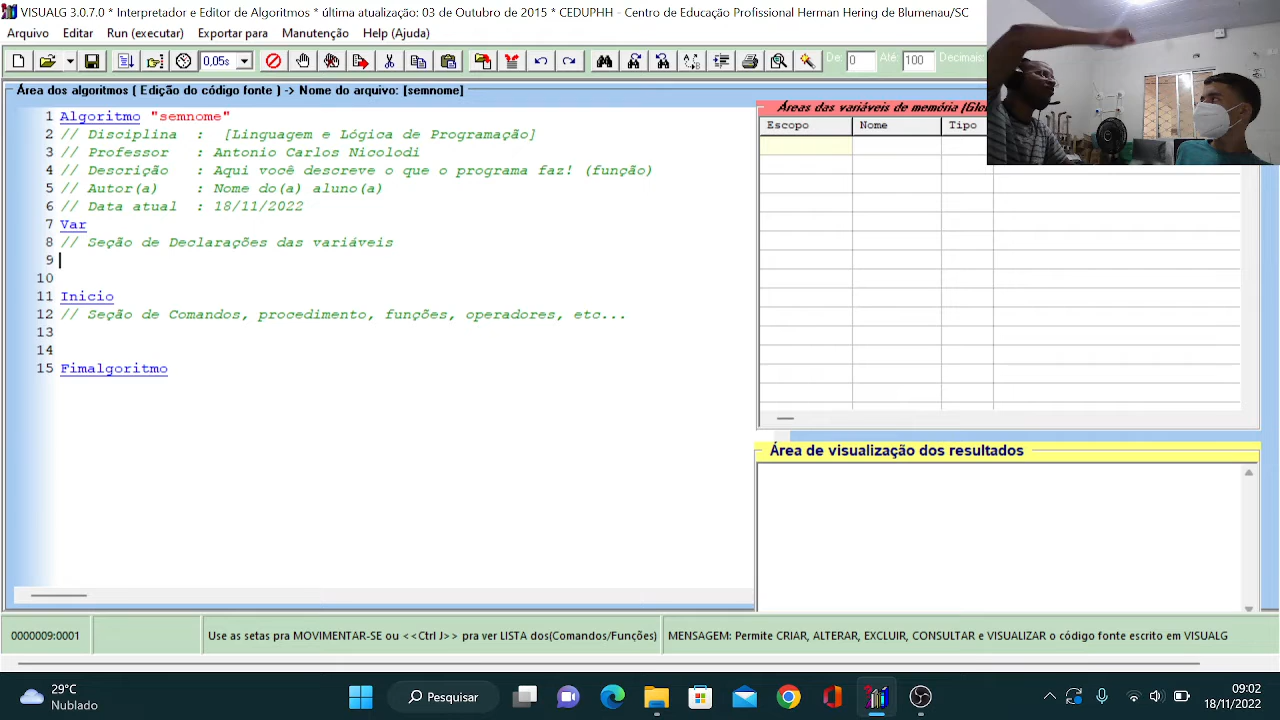 VISUALG 3.0.7.0 * Interpretador e Editor de Algoritmos * última atualização: 03 de Outubro de 2015 * CEDUPHH - Centro de Educação Profissional Herman Hering de Blumenau/SC
Arquivo Editar Run (executar) Exportar para Manutenção Help (Ajuda)
0,05s De: 0 Até: 100 Decimais:
Área dos algoritmos ( Edição do código fonte ) -> Nome do arquivo: [semnome]
1 Algoritmo "semnome"
2 // Disciplina : [Linguagem e Lógica de Programação]
3 // Professor : Antonio Carlos Nicolodi
4 // Descrição : Aqui você descreve o que o programa faz! (função)
5 // Autor(a) : Nome do(a) aluno(a)
6 // Data atual : 18/11/2022
7 Var
8 // Seção de Declarações das variáveis
9
10
11 Inicio
12 // Seção de Comandos, procedimento, funções, operadores, etc...
13
14
15 Fimalgoritmo
Áreas das variáveis de memória (Glo
Escopo Nome Tipo
Área de visualização dos resultados
0000009:0001 Use as setas pra MOVIMENTAR-SE ou <<Ctrl J>> pra ver LISTA dos(Comandos/Funções) MENSAGEM: Permite CRIAR, ALTERAR, EXCLUIR, CONSULTAR e VISUALIZAR o código fonte escrito em VISUALG
29°C
Nublado
Pesquisar
09:02
18/11/2022